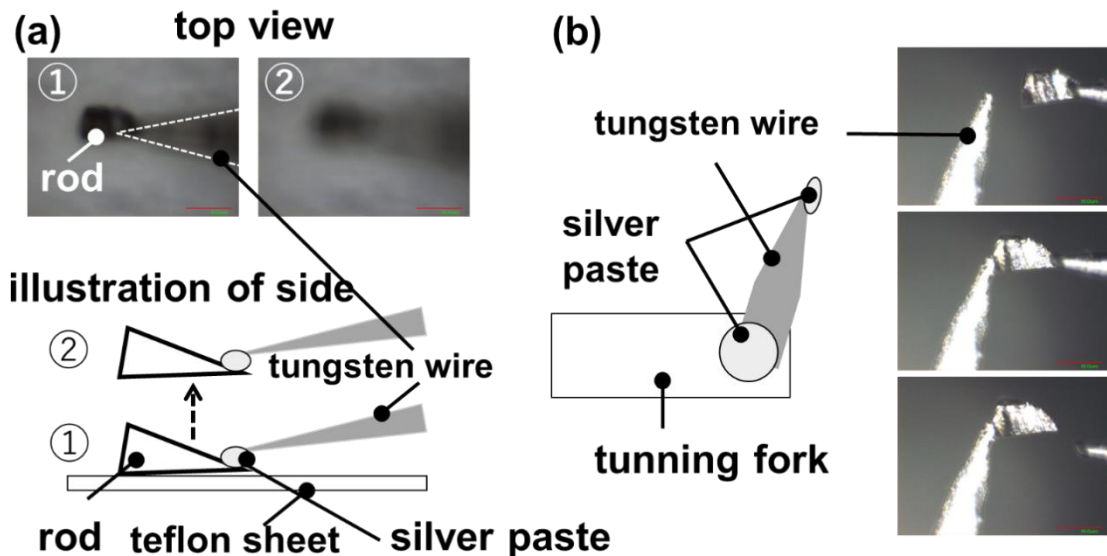 (a)
top view
①
②
rod
illustration of side
②
tungsten wire
①
rod
teflon sheet
silver paste
(b)
tungsten wire
silver
paste
tunning fork